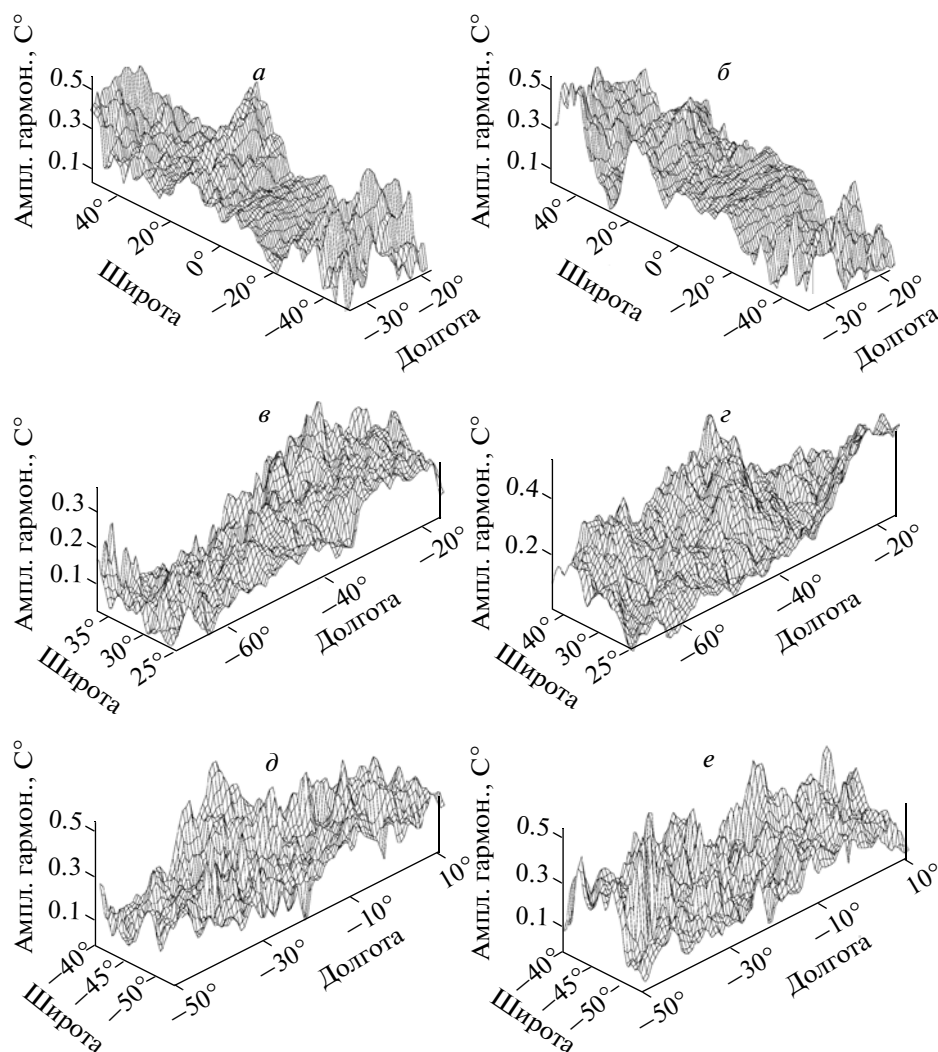 а
Ампл. гармон., С°
0.5
0.3
0.1
40°
20°
0°
−20°
−40°
Широта
−30°
−20°
Долгота
б
Ампл. гармон., С°
0.5
0.3
0.1
40°
20°
0°
−20°
−40°
Широта
−30°
−20°
Долгота
в
Ампл. гармон., С°
0.3
0.2
0.1
35°
30°
25°
Широта
−60°
−40°
−20°
Долгота
г
Ампл. гармон., С°
0.4
0.2
40°
30°
25°
Широта
−60°
−40°
−20°
Долгота
д
Ампл. гармон., С°
0.5
0.3
0.1
−40°
−45°
−50°
Широта
−50°
−30°
−10°
10°
Долгота
е
Ампл. гармон., С°
0.5
0.3
0.1
−40°
−45°
−50°
Широта
−50°
−30°
−10°
10°
Долгота